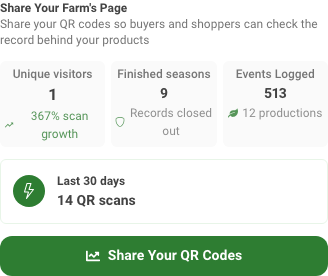 Share Your Farm's Page
Share your QR codes so buyers and shoppers can check the
record behind your products
Unique visitors
1
367% scan
growth
Finished seasons
9
Records closed
out
Events Logged
513
12 productions
Last 30 days
14 QR scans
Share Your QR Codes